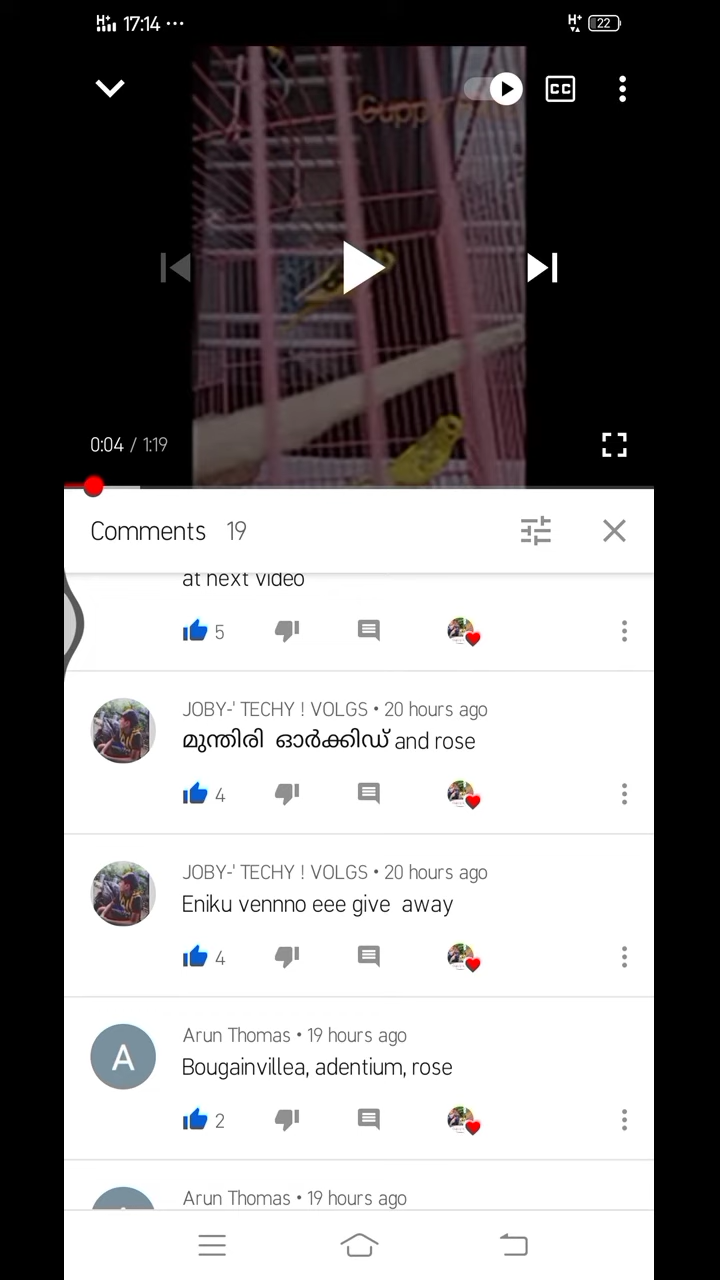 H+ 17:14 ... H+ 22
CC
Guppy
0:04 / 1:19
Comments 19
at next video
5
JOBY-' TECHY ! VOLGS • 20 hours ago
മുന്തിരി ഓർക്കിഡ് and rose
4
JOBY-' TECHY ! VOLGS • 20 hours ago
Eniku vennno eee give away
4
A
Arun Thomas • 19 hours ago
Bougainvillea, adentium, rose
2
Arun Thomas • 19 hours ago